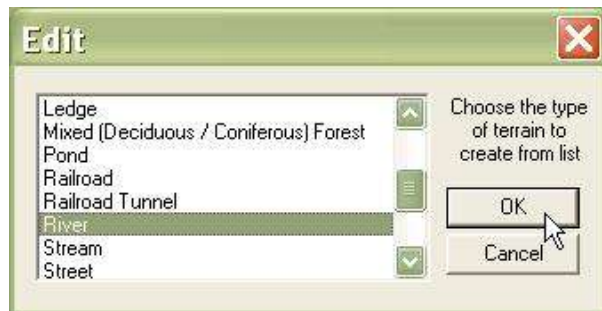 Edit
Ledge
Mixed (Deciduous / Coniferous) Forest
Pond
Railroad
Railroad Tunnel
River
Stream
Street
Choose the type
of terrain to
create from list
OK
Cancel